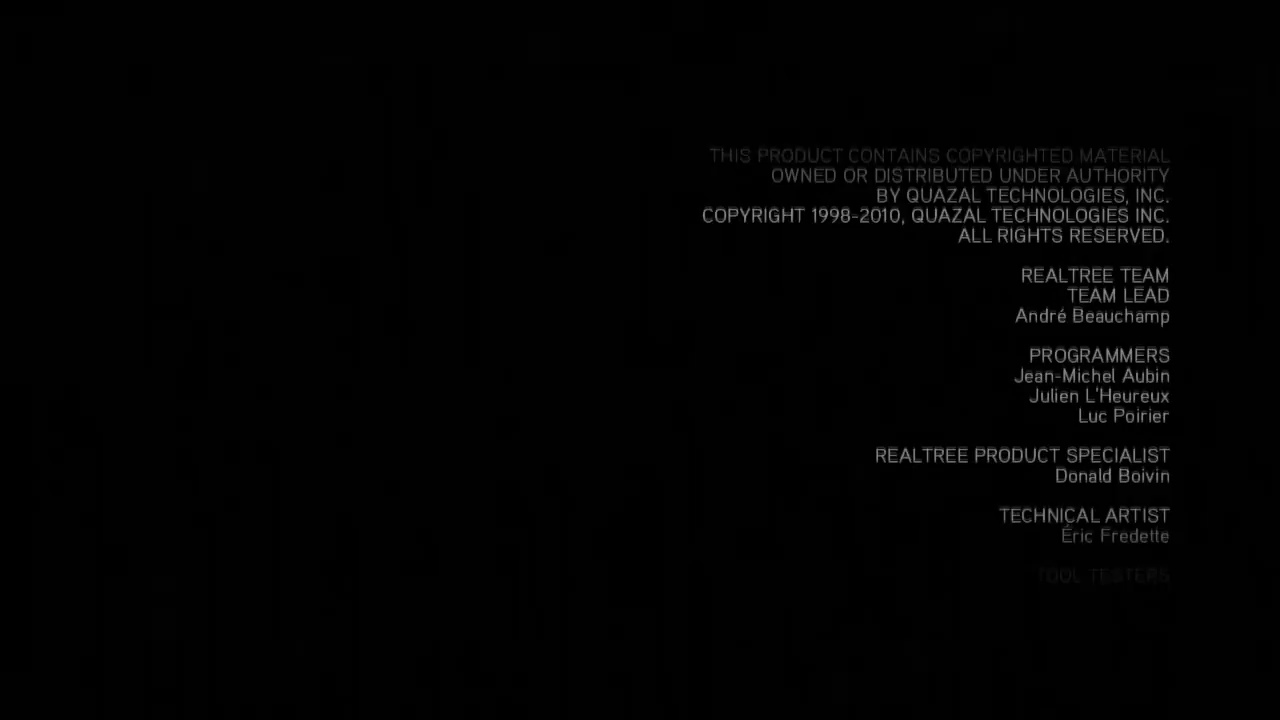 THIS PRODUCT CONTAINS COPYRIGHTED MATERIAL
OWNED OR DISTRIBUTED UNDER AUTHORITY
BY QUAZAL TECHNOLOGIES, INC.
COPYRIGHT 1998-2010, QUAZAL TECHNOLOGIES INC.
ALL RIGHTS RESERVED.
REALTREE TEAM
TEAM LEAD
André Beauchamp
PROGRAMMERS
Jean-Michel Aubin
Julien L'Heureux
Luc Poirier
REALTREE PRODUCT SPECIALIST
Donald Boivin
TECHNICAL ARTIST
Éric Fredette
TOOL TESTERS